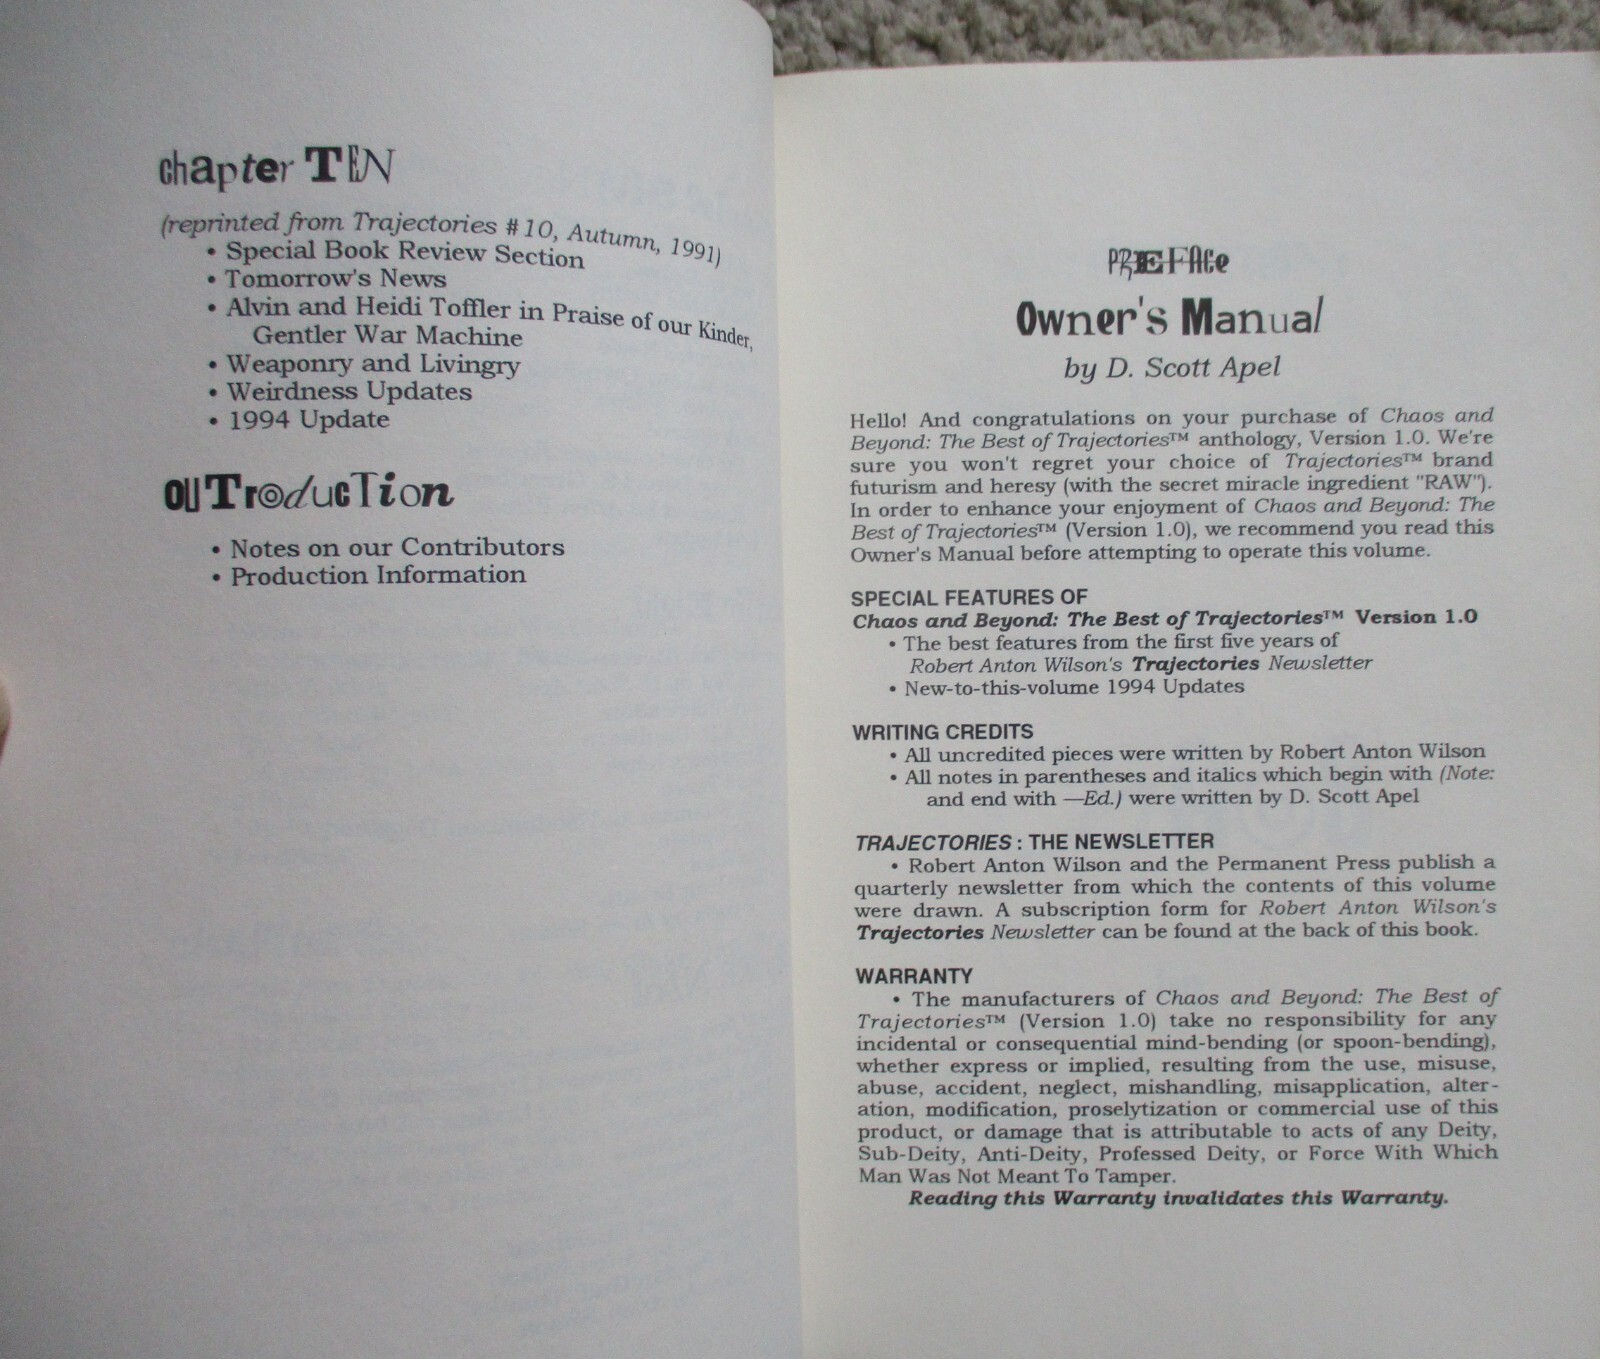 chapter TEN
(reprinted from Trajectories #10, Autumn, 1991)
• Special Book Review Section
• Tomorrow's News
• Alvin and Heidi Toffler in Praise of our Kinder,
Gentler War Machine
• Weaponry and Livingry
• Weirdness Updates
• 1994 Update
OUTroducTion
• Notes on our Contributors
• Production Information
PREFAce
Owner's Manual
by D. Scott Apel
Hello! And congratulations on your purchase of Chaos and
Beyond: The Best of Trajectories™ anthology, Version 1.0. We're
sure you won't regret your choice of Trajectories™ brand
futurism and heresy (with the secret miracle ingredient "RAW").
In order to enhance your enjoyment of Chaos and Beyond: The
Best of Trajectories™ (Version 1.0), we recommend you read this
Owner's Manual before attempting to operate this volume.
SPECIAL FEATURES OF
Chaos and Beyond: The Best of Trajectories™ Version 1.0
• The best features from the first five years of
Robert Anton Wilson's Trajectories Newsletter
• New-to-this-volume 1994 Updates
WRITING CREDITS
• All uncredited pieces were written by Robert Anton Wilson
• All notes in parentheses and italics which begin with (Note:
and end with —Ed.) were written by D. Scott Apel
TRAJECTORIES : THE NEWSLETTER
• Robert Anton Wilson and the Permanent Press publish a
quarterly newsletter from which the contents of this volume
were drawn. A subscription form for Robert Anton Wilson's
Trajectories Newsletter can be found at the back of this book.
WARRANTY
• The manufacturers of Chaos and Beyond: The Best of
Trajectories™ (Version 1.0) take no responsibility for any
incidental or consequential mind-bending (or spoon-bending),
whether express or implied, resulting from the use, misuse,
abuse, accident, neglect, mishandling, misapplication, alter-
ation, modification, proselytization or commercial use of this
product, or damage that is attributable to acts of any Deity,
Sub-Deity, Anti-Deity, Professed Deity, or Force With Which
Man Was Not Meant To Tamper.
Reading this Warranty invalidates this Warranty.